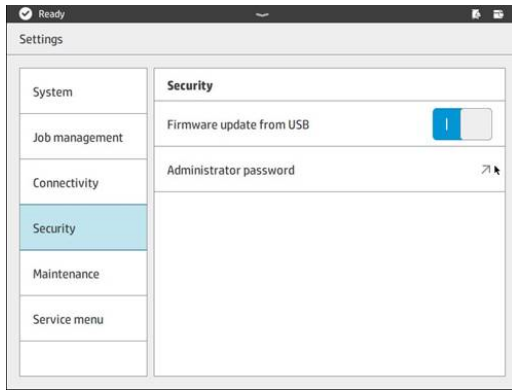 Ready
Settings
System
Job management
Connectivity
Security
Maintenance
Service menu
Security
Firmware update from USB
Administrator password